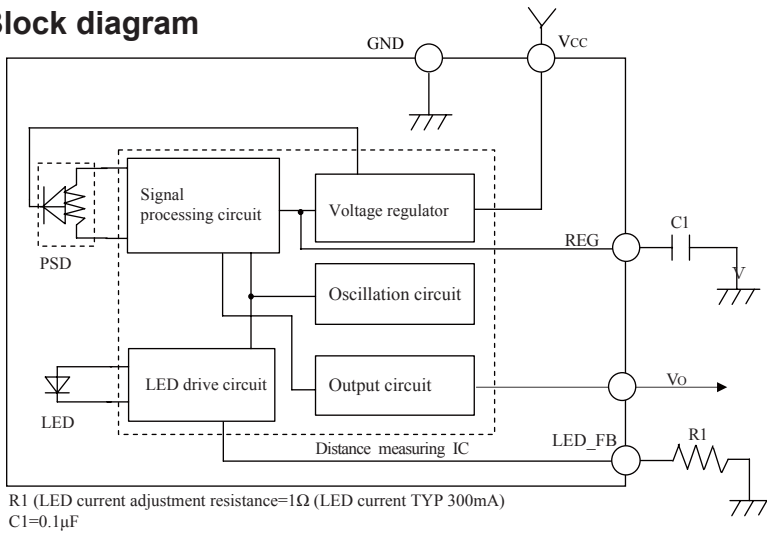 lock diagram
GND
Vcc
Signal
processing circuit
Voltage regulator
C1
REG
PSD
V
Oscillation circuit
LED drive circuit
Output circuit
Vo
LED
Distance measuring IC
LED_FB
R1
R1 (LED current adjustment resistance=1Ω (LED current TYP 300mA)
C1=0.1μF